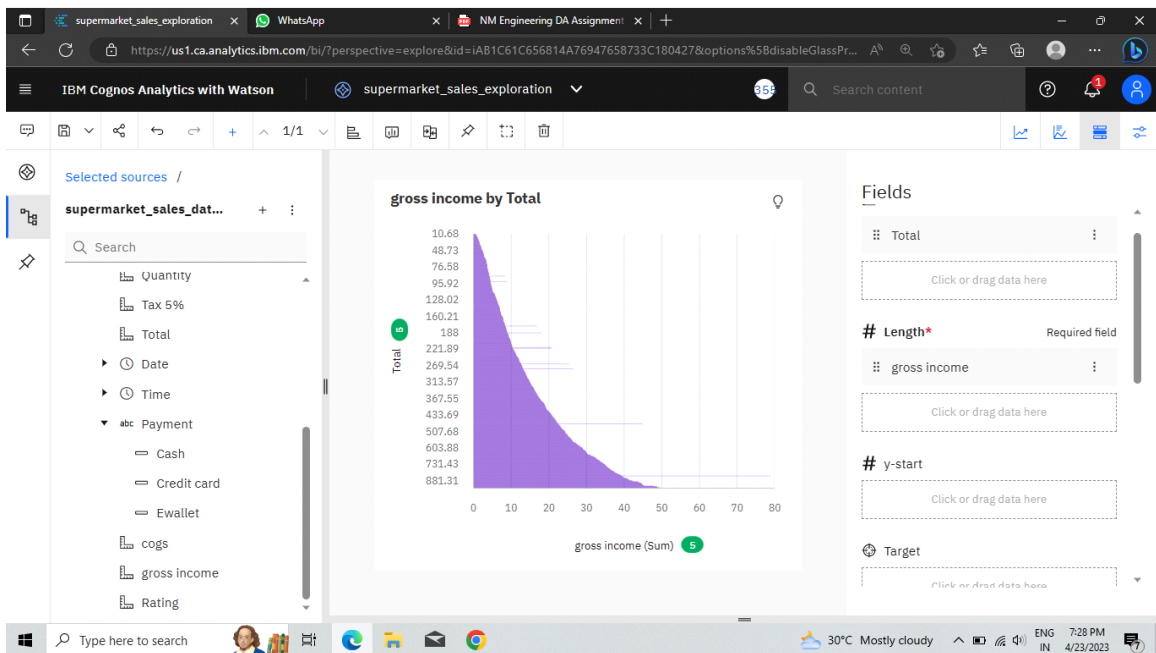 supermarket_sales_exploration
WhatsApp
NM Engineering DA Assignment
https://us1.ca.analytics.ibm.com/bi/?perspective=explore&id=iAB1C61C656814A76947658733C180427&options%5BdisableGlassPr...
IBM Cognos Analytics with Watson
supermarket_sales_exploration
355
Search content
1
1/1
Selected sources /
supermarket_sales_dat...
Search
Quantity
Tax 5%
Total
Date
Time
abc Payment
Cash
Credit card
Ewallet
cogs
gross income
Rating
gross income by Total
10.68
48.73
76.58
95.92
128.02
160.21
188
221.89
269.54
313.57
367.55
433.69
507.68
603.88
731.43
881.31
Total
5
0 10 20 30 40 50 60 70 80
gross income (Sum) 5
Fields
Total
Click or drag data here
# Length* Required field
gross income
Click or drag data here
# y-start
Click or drag data here
Target
Click or drag data here
Type here to search
30°C Mostly cloudy
ENG
IN
7:28 PM
4/23/2023
7